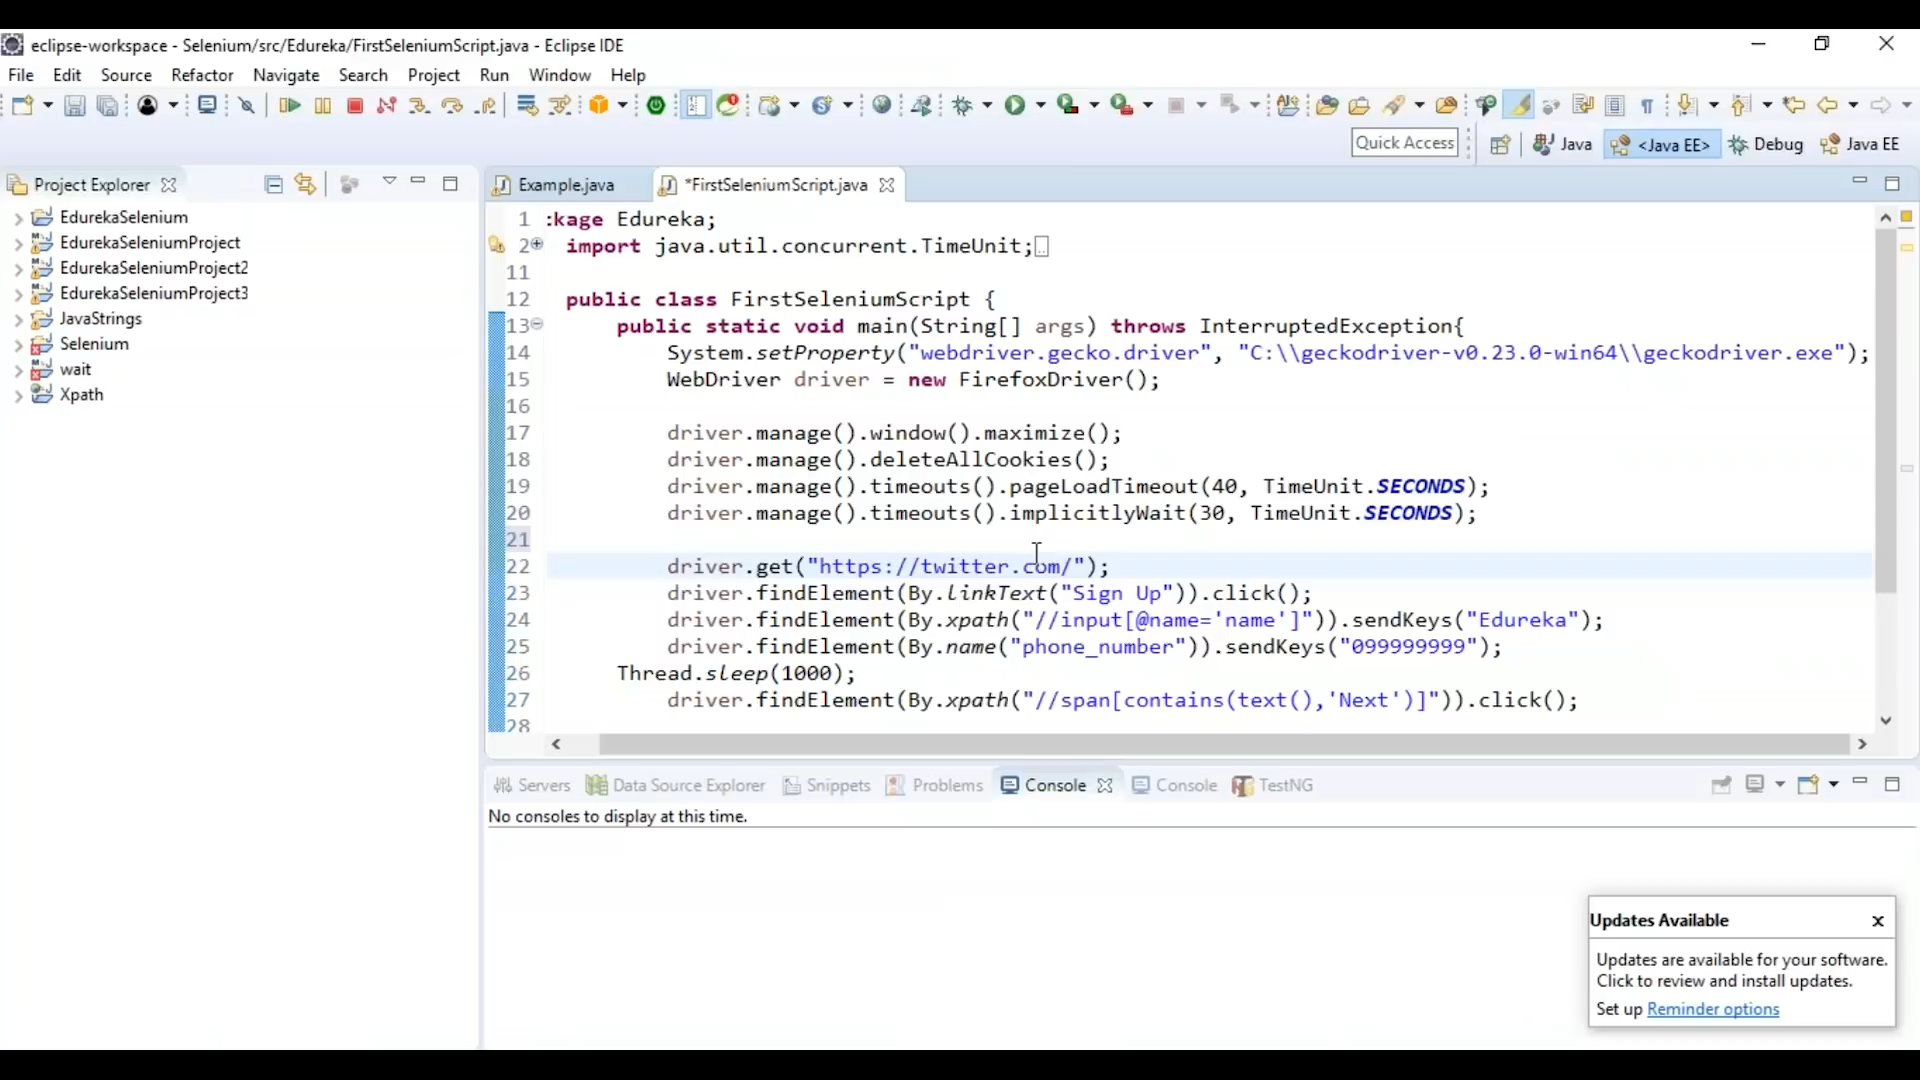 eclipse-workspace - Selenium/src/Edureka/FirstSeleniumScript.java - Eclipse IDE
File Edit Source Refactor Navigate Search Project Run Window Help
Quick Access Java <Java EE> Debug Java EE
Project Explorer
EdurekaSelenium
EdurekaSeleniumProject
EdurekaSeleniumProject2
EdurekaSeleniumProject3
JavaStrings
Selenium
wait
Xpath
Example.java *FirstSeleniumScript.java
1 :kage Edureka;
2 import java.util.concurrent.TimeUnit;
11
12 public class FirstSeleniumScript {
13 public static void main(String[] args) throws InterruptedException{
14 System.setProperty("webdriver.gecko.driver", "C:\\geckodriver-v0.23.0-win64\\geckodriver.exe");
15 WebDriver driver = new FirefoxDriver();
16
17 driver.manage().window().maximize();
18 driver.manage().deleteAllCookies();
19 driver.manage().timeouts().pageLoadTimeout(40, TimeUnit.SECONDS);
20 driver.manage().timeouts().implicitlyWait(30, TimeUnit.SECONDS);
21
22 driver.get("https://twitter.com/");
23 driver.findElement(By.linkText("Sign Up")).click();
24 driver.findElement(By.xpath("//input[@name='name']")).sendKeys("Edureka");
25 driver.findElement(By.name("phone_number")).sendKeys("099999999");
26 Thread.sleep(1000);
27 driver.findElement(By.xpath("//span[contains(text(),'Next')]")).click();
28
Servers Data Source Explorer Snippets Problems Console Console TestNG
No consoles to display at this time.
Updates Available x
Updates are available for your software.
Click to review and install updates.
Set up Reminder options